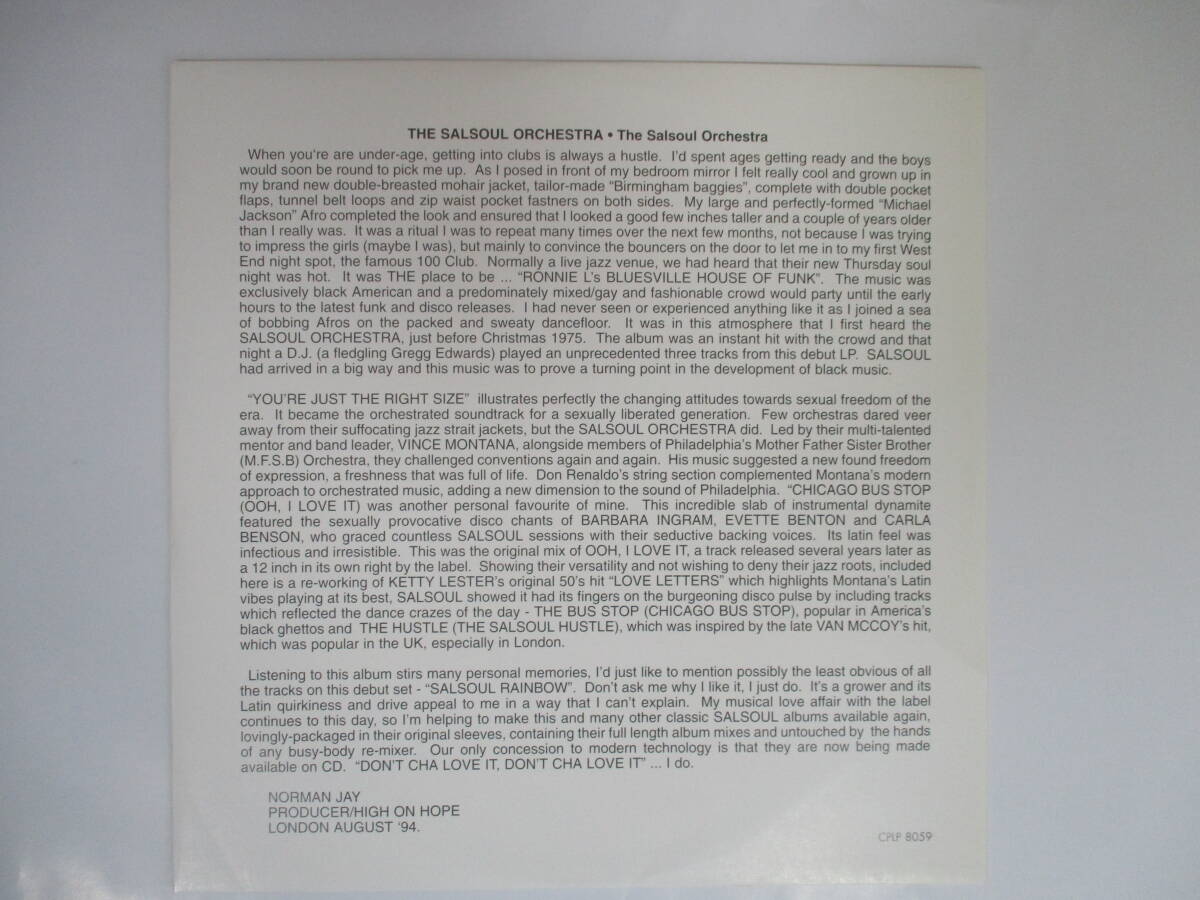 THE SALSOUL ORCHESTRA • The Salsoul Orchestra
When you're are under-age, getting into clubs is always a hustle. I'd spent ages getting ready and the boys
would soon be round to pick me up. As I posed in front of my bedroom mirror I felt really cool and grown up in
my brand new double-breasted mohair jacket, tailor-made "Birmingham baggies", complete with double pocket
flaps, tunnel belt loops and zip waist pocket fastners on both sides. My large and perfectly-formed "Michael
Jackson" Afro completed the look and ensured that I looked a good few inches taller and a couple of years older
than I really was. It was a ritual I was to repeat many times over the next few months, not because I was trying
to impress the girls (maybe I was), but mainly to convince the bouncers on the door to let me in to my first West
End night spot, the famous 100 Club. Normally a live jazz venue, we had heard that their new Thursday soul
night was hot. It was THE place to be ... "RONNIE L's BLUESVILLE HOUSE OF FUNK". The music was
exclusively black American and a predominately mixed/gay and fashionable crowd would party until the early
hours to the latest funk and disco releases. I had never seen or experienced anything like it as I joined a sea
of bobbing Afros on the packed and sweaty dancefloor. It was in this atmosphere that I first heard the
SALSOUL ORCHESTRA, just before Christmas 1975. The album was an instant hit with the crowd and that
night a D.J. (a fledgling Gregg Edwards) played an unprecedented three tracks from this debut LP. SALSOUL
had arrived in a big way and this music was to prove a turning point in the development of black music.
"YOU'RE JUST THE RIGHT SIZE" illustrates perfectly the changing attitudes towards sexual freedom of the
era. It became the orchestrated soundtrack for a sexually liberated generation. Few orchestras dared veer
away from their suffocating jazz strait jackets, but the SALSOUL ORCHESTRA did. Led by their multi-talented
mentor and band leader, VINCE MONTANA, alongside members of Philadelphia's Mother Father Sister Brother
(M.F.S.B) Orchestra, they challenged conventions again and again. His music suggested a new found freedom
of expression, a freshness that was full of life. Don Renaldo's string section complemented Montana's modern
approach to orchestrated music, adding a new dimension to the sound of Philadelphia. "CHICAGO BUS STOP
(OOH, I LOVE IT) was another personal favourite of mine. This incredible slab of instrumental dynamite
featured the sexually provocative disco chants of BARBARA INGRAM, EVETTE BENTON and CARLA
BENSON, who graced countless SALSOUL sessions with their seductive backing voices. Its latin feel was
infectious and irresistible. This was the original mix of OOH, I LOVE IT, a track released several years later as
a 12 inch in its own right by the label. Showing their versatility and not wishing to deny their jazz roots, included
here is a re-working of KETTY LESTER's original 50's hit "LOVE LETTERS" which highlights Montana's Latin
vibes playing at its best, SALSOUL showed it had its fingers on the burgeoning disco pulse by including tracks
which reflected the dance crazes of the day - THE BUS STOP (CHICAGO BUS STOP), popular in America's
black ghettos and THE HUSTLE (THE SALSOUL HUSTLE), which was inspired by the late VAN MCCOY's hit,
which was popular in the UK, especially in London.
Listening to this album stirs many personal memories, I'd just like to mention possibly the least obvious of all
the tracks on this debut set - "SALSOUL RAINBOW". Don't ask me why I like it, I just do. It's a grower and its
Latin quirkiness and drive appeal to me in a way that I can't explain. My musical love affair with the label
continues to this day, so I'm helping to make this and many other classic SALSOUL albums available again,
lovingly-packaged in their original sleeves, containing their full length album mixes and untouched by the hands
of any busy-body re-mixer. Our only concession to modern technology is that they are now being made
available on CD. "DON'T CHA LOVE IT, DON'T CHA LOVE IT" ... I do.
NORMAN JAY
PRODUCER/HIGH ON HOPE
LONDON AUGUST '94.
CPLP 8059